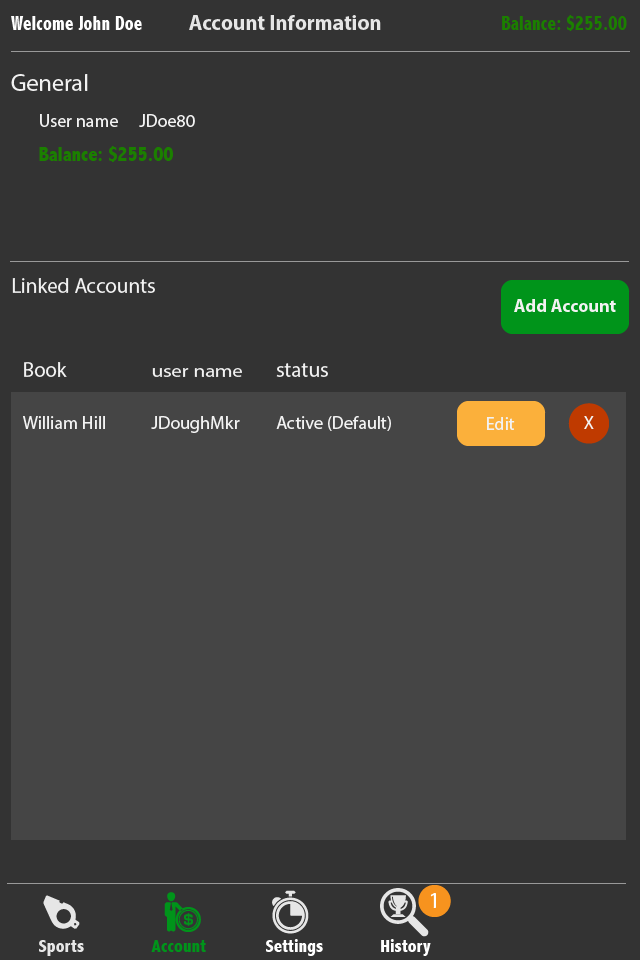 Welcome John Doe Account Information Balance: $255.00
General
User name JDoe80
Balance: $255.00
Linked Accounts
Add Account
Book user name status
William Hill JDoughMkr Active (Default) Edit X
1
Sports Account Settings History